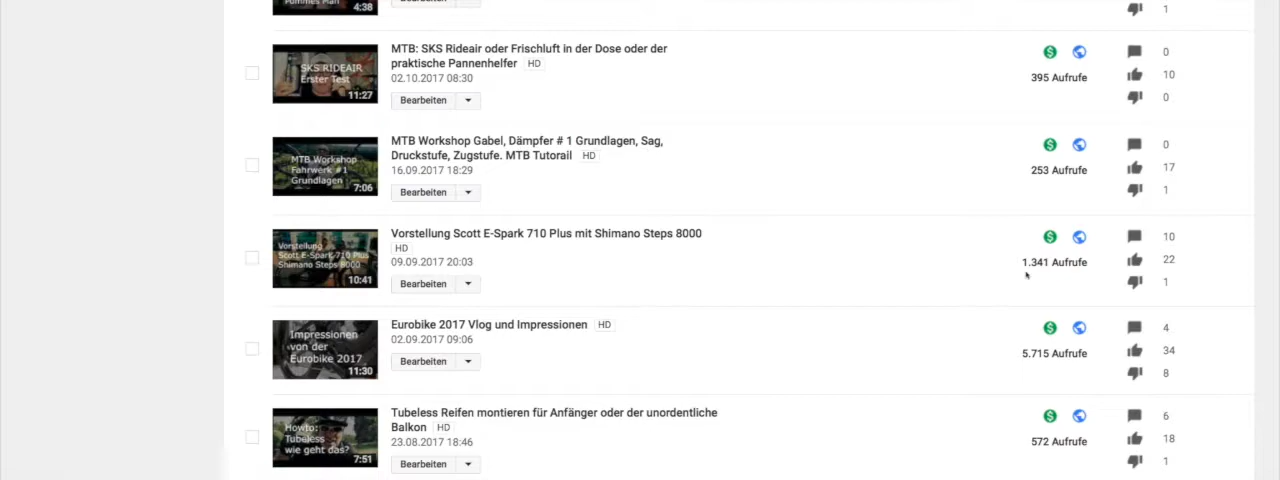 4:38
Bearbeiten
1
SKS RIDEAIR
Erster Test
11:27
MTB: SKS Rideair oder Frischluft in der Dose oder der
praktische Pannenhelfer HD
02.10.2017 08:30
Bearbeiten
395 Aufrufe
0
10
0
MTB Workshop
Fahrwerk #1
Grundlagen
7:06
MTB Workshop Gabel, Dämpfer # 1 Grundlagen, Sag,
Druckstufe, Zugstufe. MTB Tutorail HD
16.09.2017 18:29
Bearbeiten
253 Aufrufe
0
17
1
Vorstellung
Scott E-Spark 710 Plus
Shimano Steps 8000
10:41
Vorstellung Scott E-Spark 710 Plus mit Shimano Steps 8000
HD
09.09.2017 20:03
Bearbeiten
1.341 Aufrufe
10
22
1
Impressionen
von der
Eurobike 2017
11:30
Eurobike 2017 Vlog und Impressionen HD
02.09.2017 09:06
Bearbeiten
5.715 Aufrufe
4
34
8
Howto:
Tubeless
wie geht das?
7:51
Tubeless Reifen montieren für Anfänger oder der unordentliche
Balkon HD
23.08.2017 18:46
Bearbeiten
572 Aufrufe
6
18
1